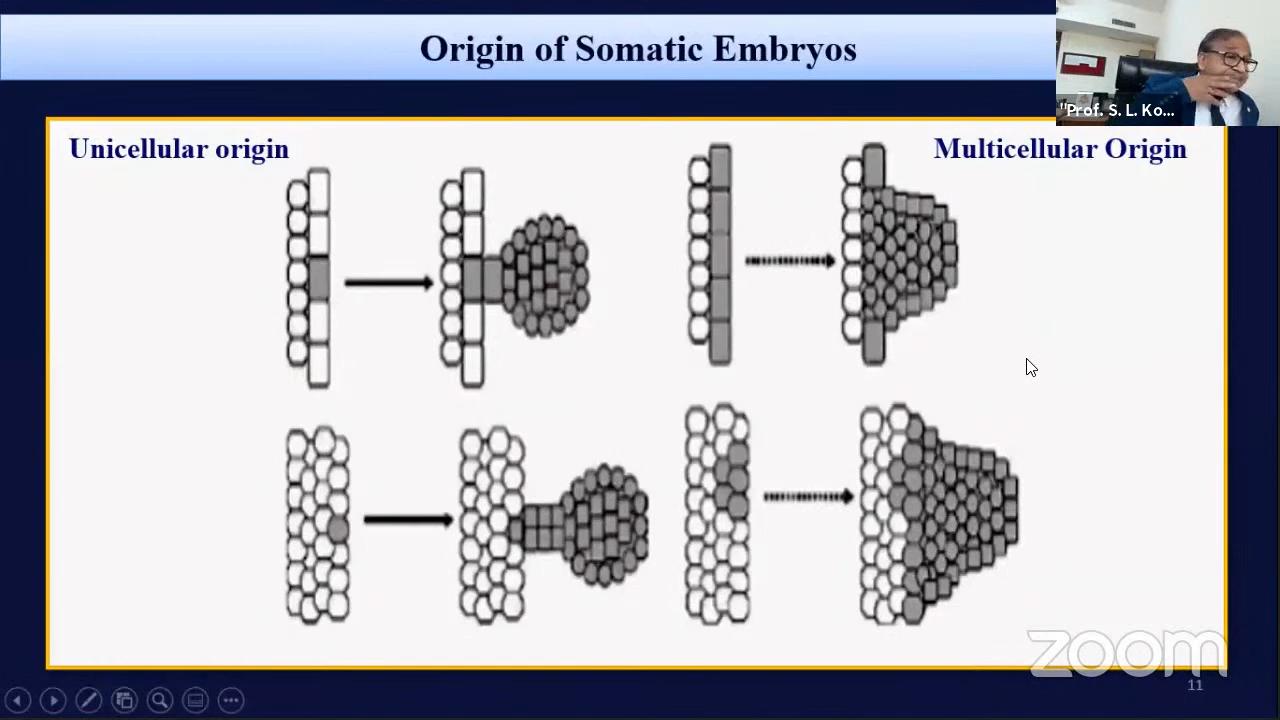 Origin of Somatic Embryos
"Prof. S. L. Ko...
Unicellular origin
Multicellular Origin
zoom
11